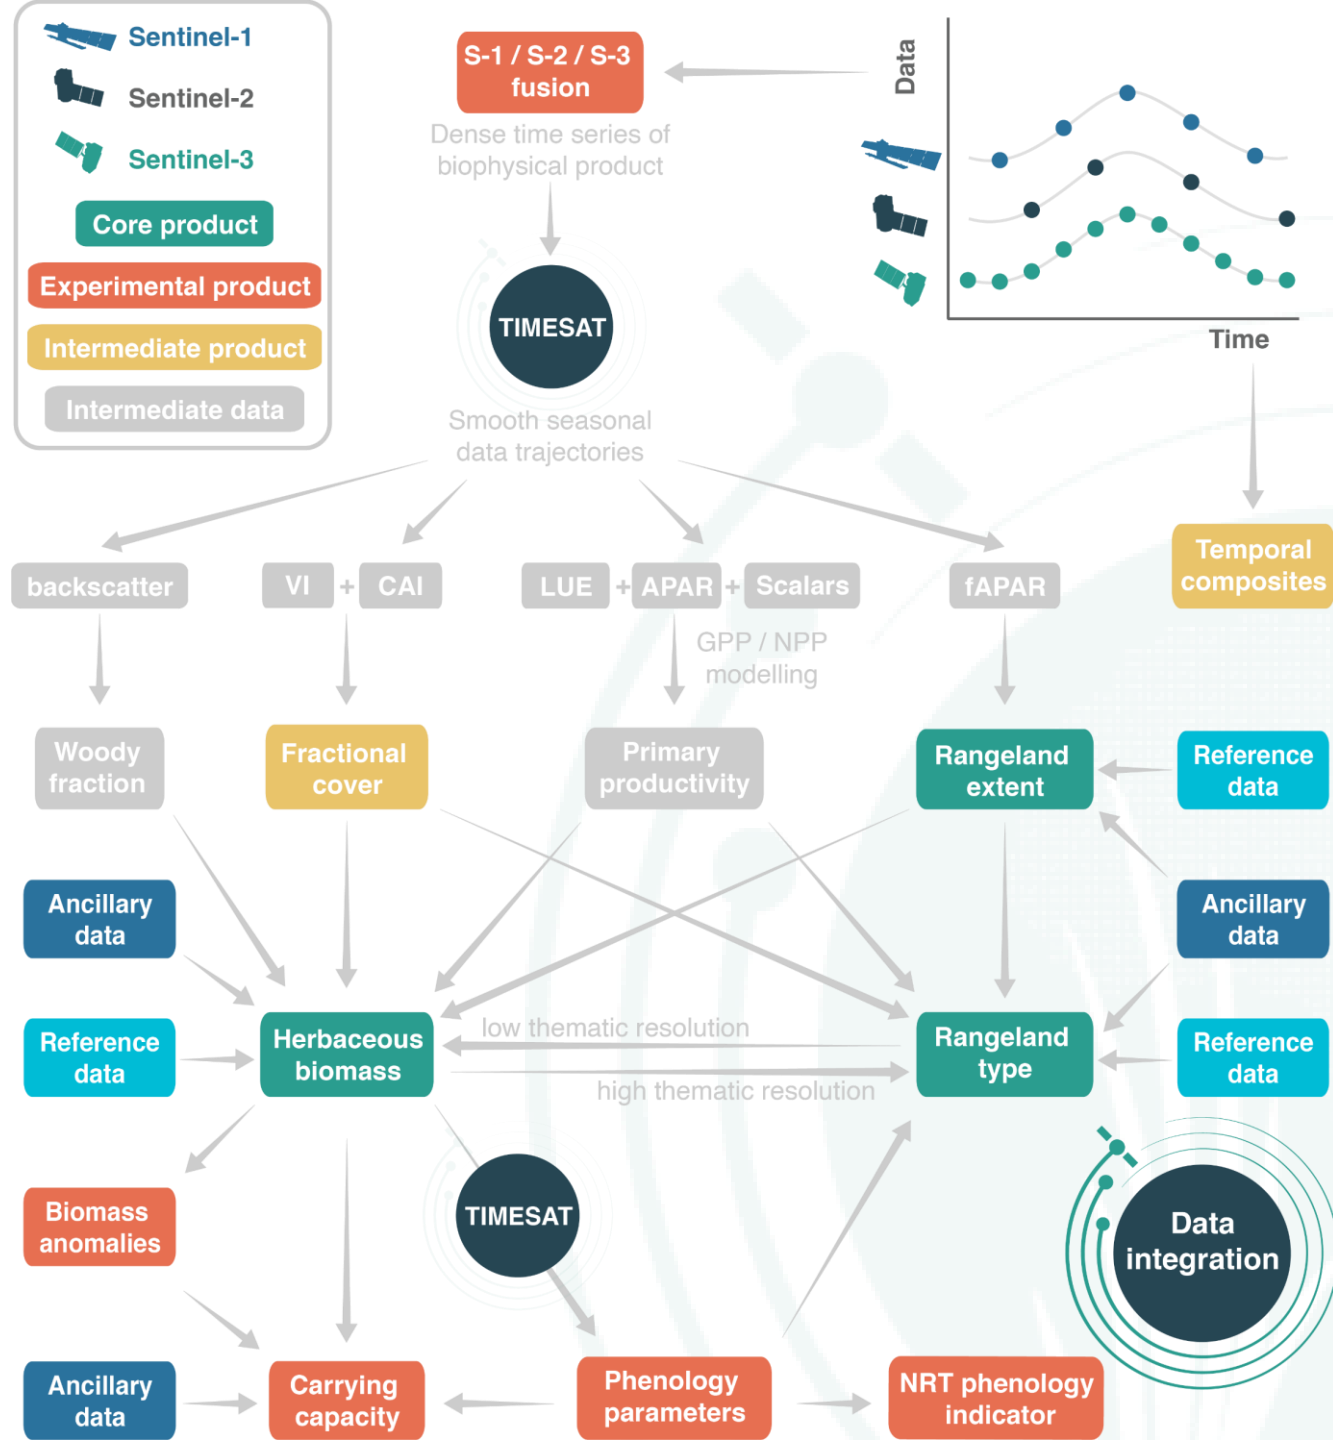 Sentinel-1
Sentinel-2
Sentinel-3
Core product
Experimental product
Intermediate product
Intermediate data
S-1 / S-2 / S-3
fusion
Dense time series of
biophysical product
Data
Time
TIMESAT
Smooth seasonal
data trajectories
backscatter
VI + CAI
LUE + APAR + Scalars
fAPAR
Temporal
composites
GPP / NPP
modelling
Woody
fraction
Fractional
cover
Primary
productivity
Rangeland
extent
Reference
data
Ancillary
data
Ancillary
data
Reference
data
Herbaceous
biomass
low thematic resolution
high thematic resolution
Rangeland
type
Reference
data
Biomass
anomalies
TIMESAT
Data
integration
Ancillary
data
Carrying
capacity
Phenology
parameters
NRT phenology
indicator